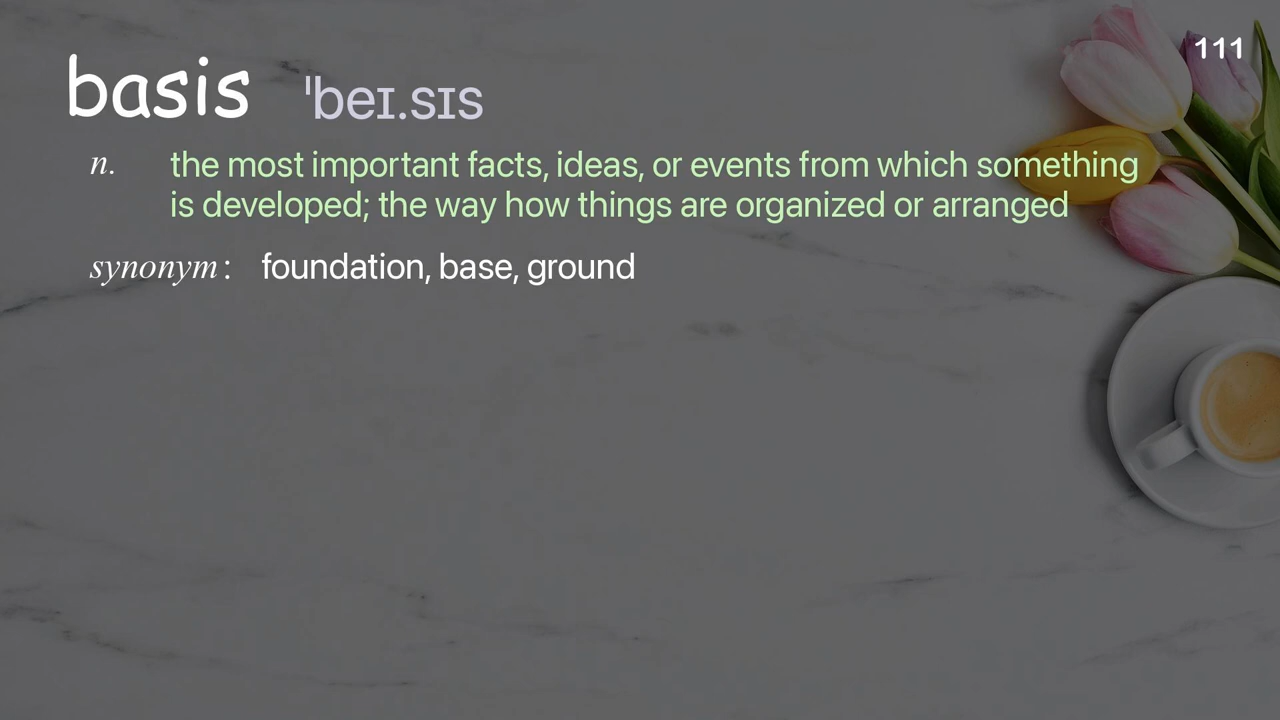 111
basis ˈbeɪ.sɪs
n. the most important facts, ideas, or events from which something
is developed; the way how things are organized or arranged
synonym: foundation, base, ground